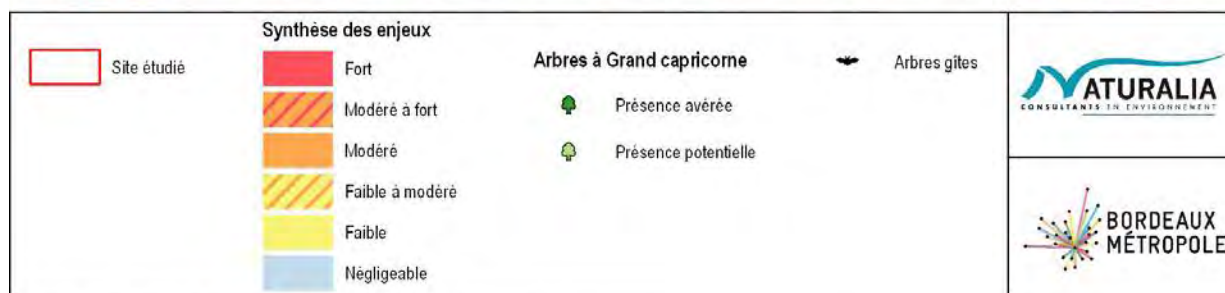 Site étudié
Synthèse des enjeux
Fort
Modéré à fort
Modéré
Faible à modéré
Faible
Négligeable
Arbres à Grand capricorne
Présence avérée
Présence potentielle
Arbres gîtes
NATURALIA
CONSULTANTS EN ENVIRONNEMENT
BORDEAUX
MÉTROPOLE